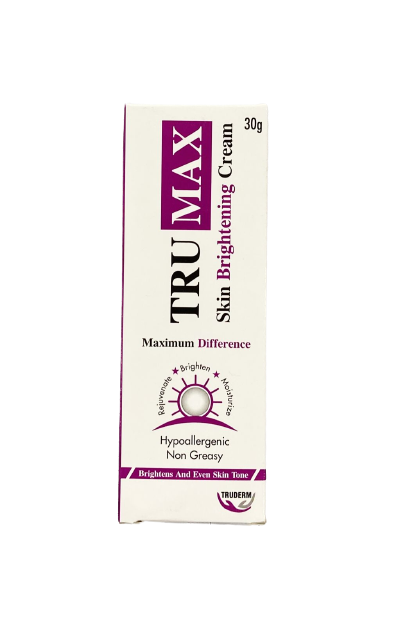 30g
TRU MAX
Skin Brightening Cream
Maximum Difference
Rejuvenate ★ Brighten ★ Moisturize
Hypoallergenic
Non Greasy
Brightens And Even Skin Tone
TRUDERM